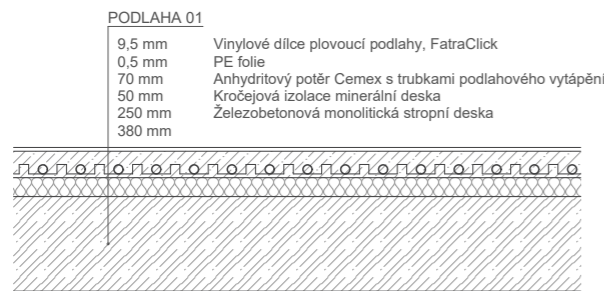 PODLAHA 01
9,5 mm Vinylové dílce plovoucí podlahy, FatraClick
0,5 mm PE folie
70 mm Anhydritový potěr Cemex s trubkami podlahového vytápění
50 mm Kročejová izolace minerální deska
250 mm Železobetonová monolitická stropní deska
380 mm